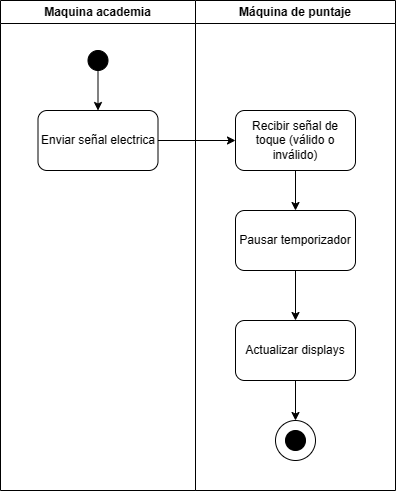 Maquina academia
Máquina de puntaje
Enviar señal electrica
Recibir señal de
toque (válido o
inválido)
Pausar temporizador
Actualizar displays